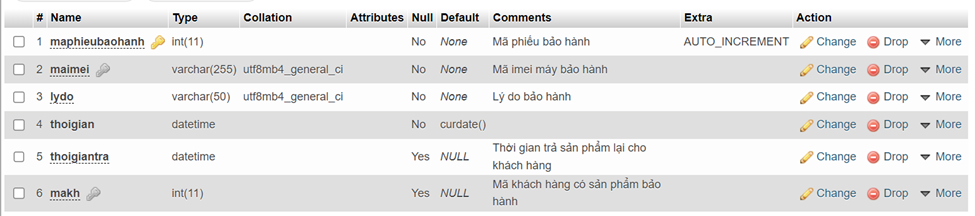 # Name Type Collation Attributes Null Default Comments Extra Action
1 maphieubaohanh int(11) No None Mã phiếu bảo hành AUTO_INCREMENT Change Drop More
2 maimei varchar(255) utf8mb4_general_ci No None Mã imei máy bảo hành Change Drop More
3 lydo varchar(50) utf8mb4_general_ci No None Lý do bảo hành Change Drop More
4 thoigian datetime No curdate() Change Drop More
5 thoigiantra datetime Yes NULL Thời gian trả sản phẩm lại cho
khách hàng Change Drop More
6 makh int(11) Yes NULL Mã khách hàng có sản phẩm bảo
hành Change Drop More